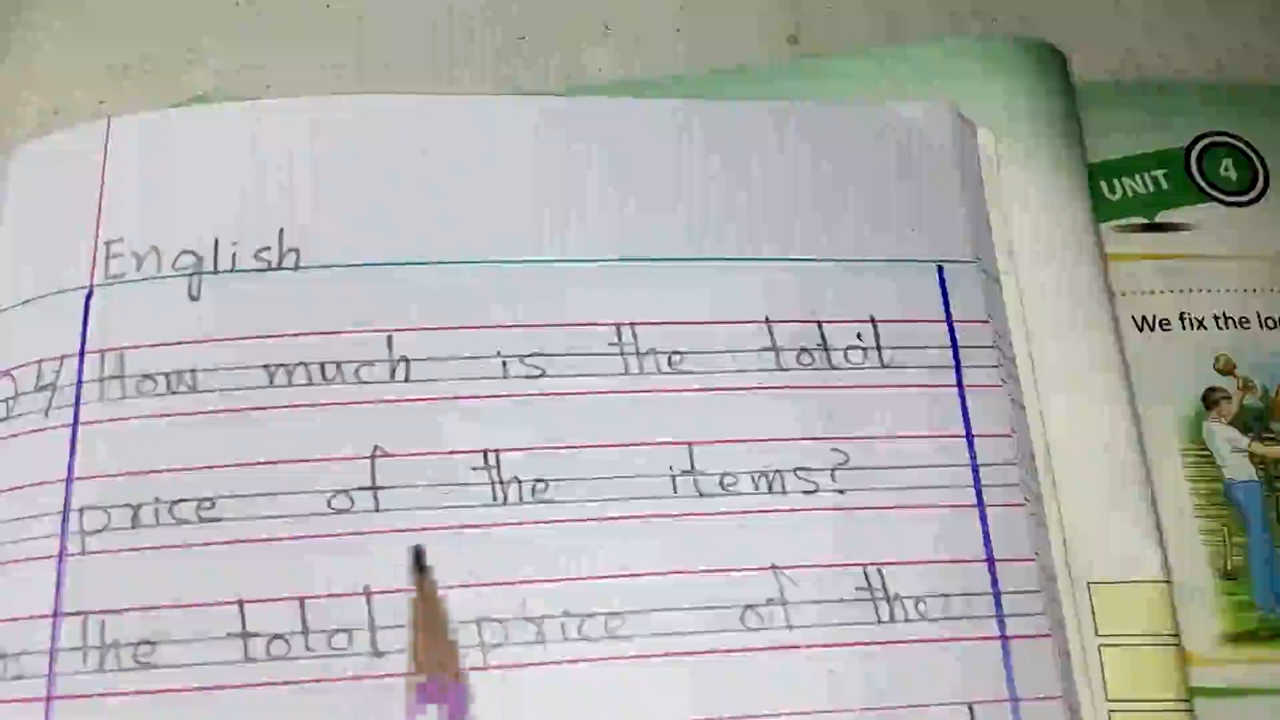 English
Q4 How much is the total
price of the items?
the total price of the
UNIT 4
We fix the